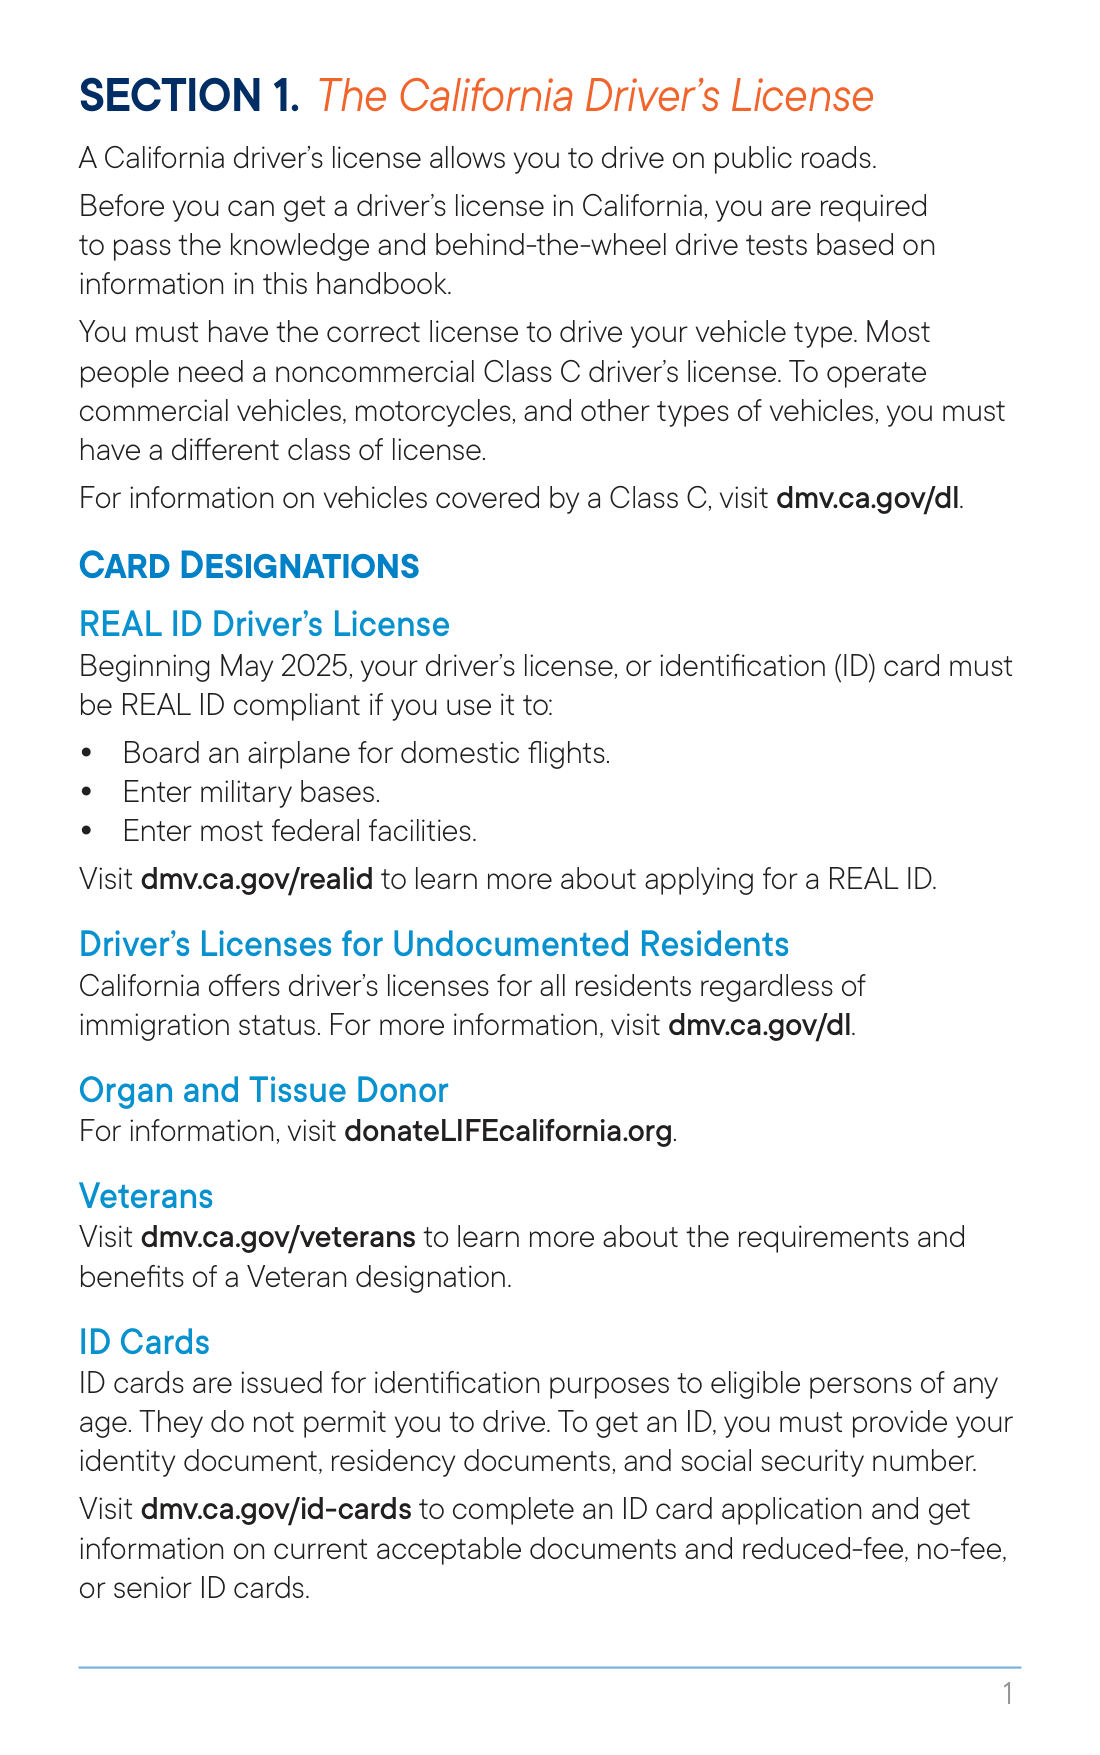 SECTION 1. The California Driver’s License
A California driver’s license allows you to drive on public roads.
Before you can get a driver’s license in California, you are required
to pass the knowledge and behind-the-wheel drive tests based on
information in this handbook.
You must have the correct license to drive your vehicle type. Most
people need a noncommercial Class C driver’s license. To operate
commercial vehicles, motorcycles, and other types of vehicles, you must
have a different class of license.
For information on vehicles covered by a Class C, visit dmv.ca.gov/dl.
CARD DESIGNATIONS
REAL ID Driver’s License
Beginning May 2025, your driver’s license, or identification (ID) card must
be REAL ID compliant if you use it to:
• Board an airplane for domestic flights.
• Enter military bases.
• Enter most federal facilities.
Visit dmv.ca.gov/realid to learn more about applying for a REAL ID.
Driver’s Licenses for Undocumented Residents
California offers driver’s licenses for all residents regardless of
immigration status. For more information, visit dmv.ca.gov/dl.
Organ and Tissue Donor
For information, visit donateLIFEcalifornia.org.
Veterans
Visit dmv.ca.gov/veterans to learn more about the requirements and
benefits of a Veteran designation.
ID Cards
ID cards are issued for identification purposes to eligible persons of any
age. They do not permit you to drive. To get an ID, you must provide your
identity document, residency documents, and social security number.
Visit dmv.ca.gov/id-cards to complete an ID card application and get
information on current acceptable documents and reduced-fee, no-fee,
or senior ID cards.
1